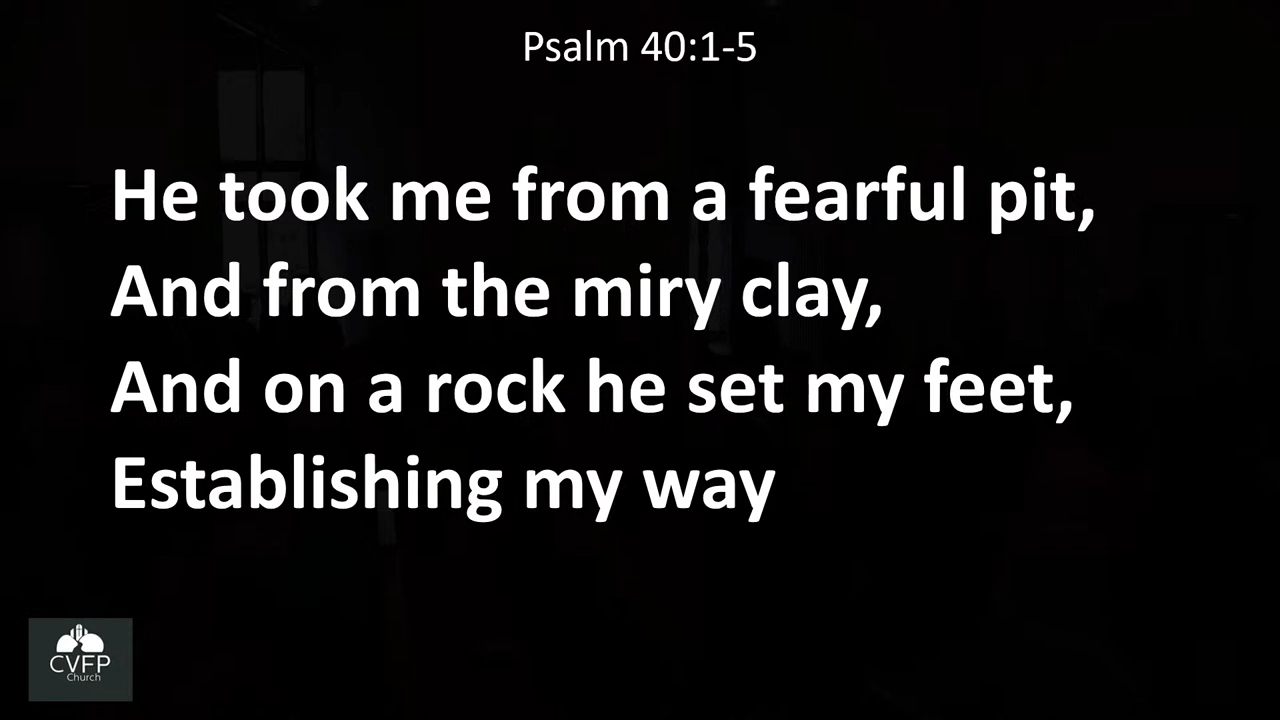 Psalm 40:1-5
He took me from a fearful pit,
And from the miry clay,
And on a rock he set my feet,
Establishing my way
CVFP
Church